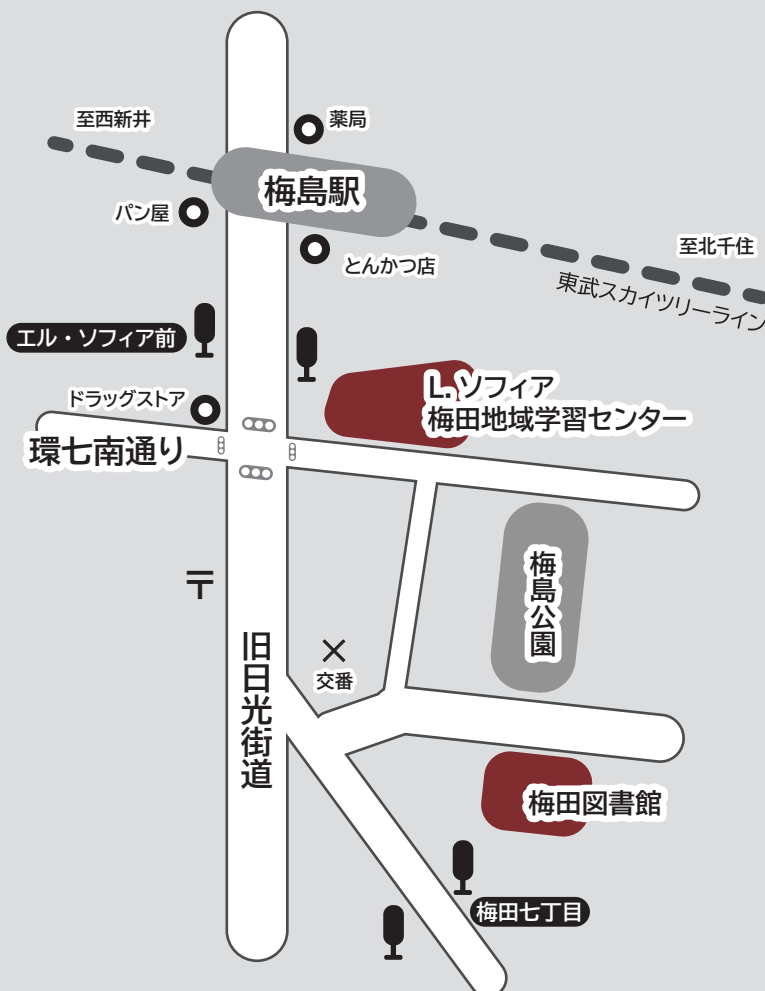 至西新井
薬局
梅島駅
パン屋
とんかつ店
至北千住
東武スカイツリーライン
エル・ソフィア前
L. ソフィア
梅田地域学習センター
ドラッグストア
環七南通り
梅島公園
〒
旧日光街道
交番
梅田図書館
梅田七丁目